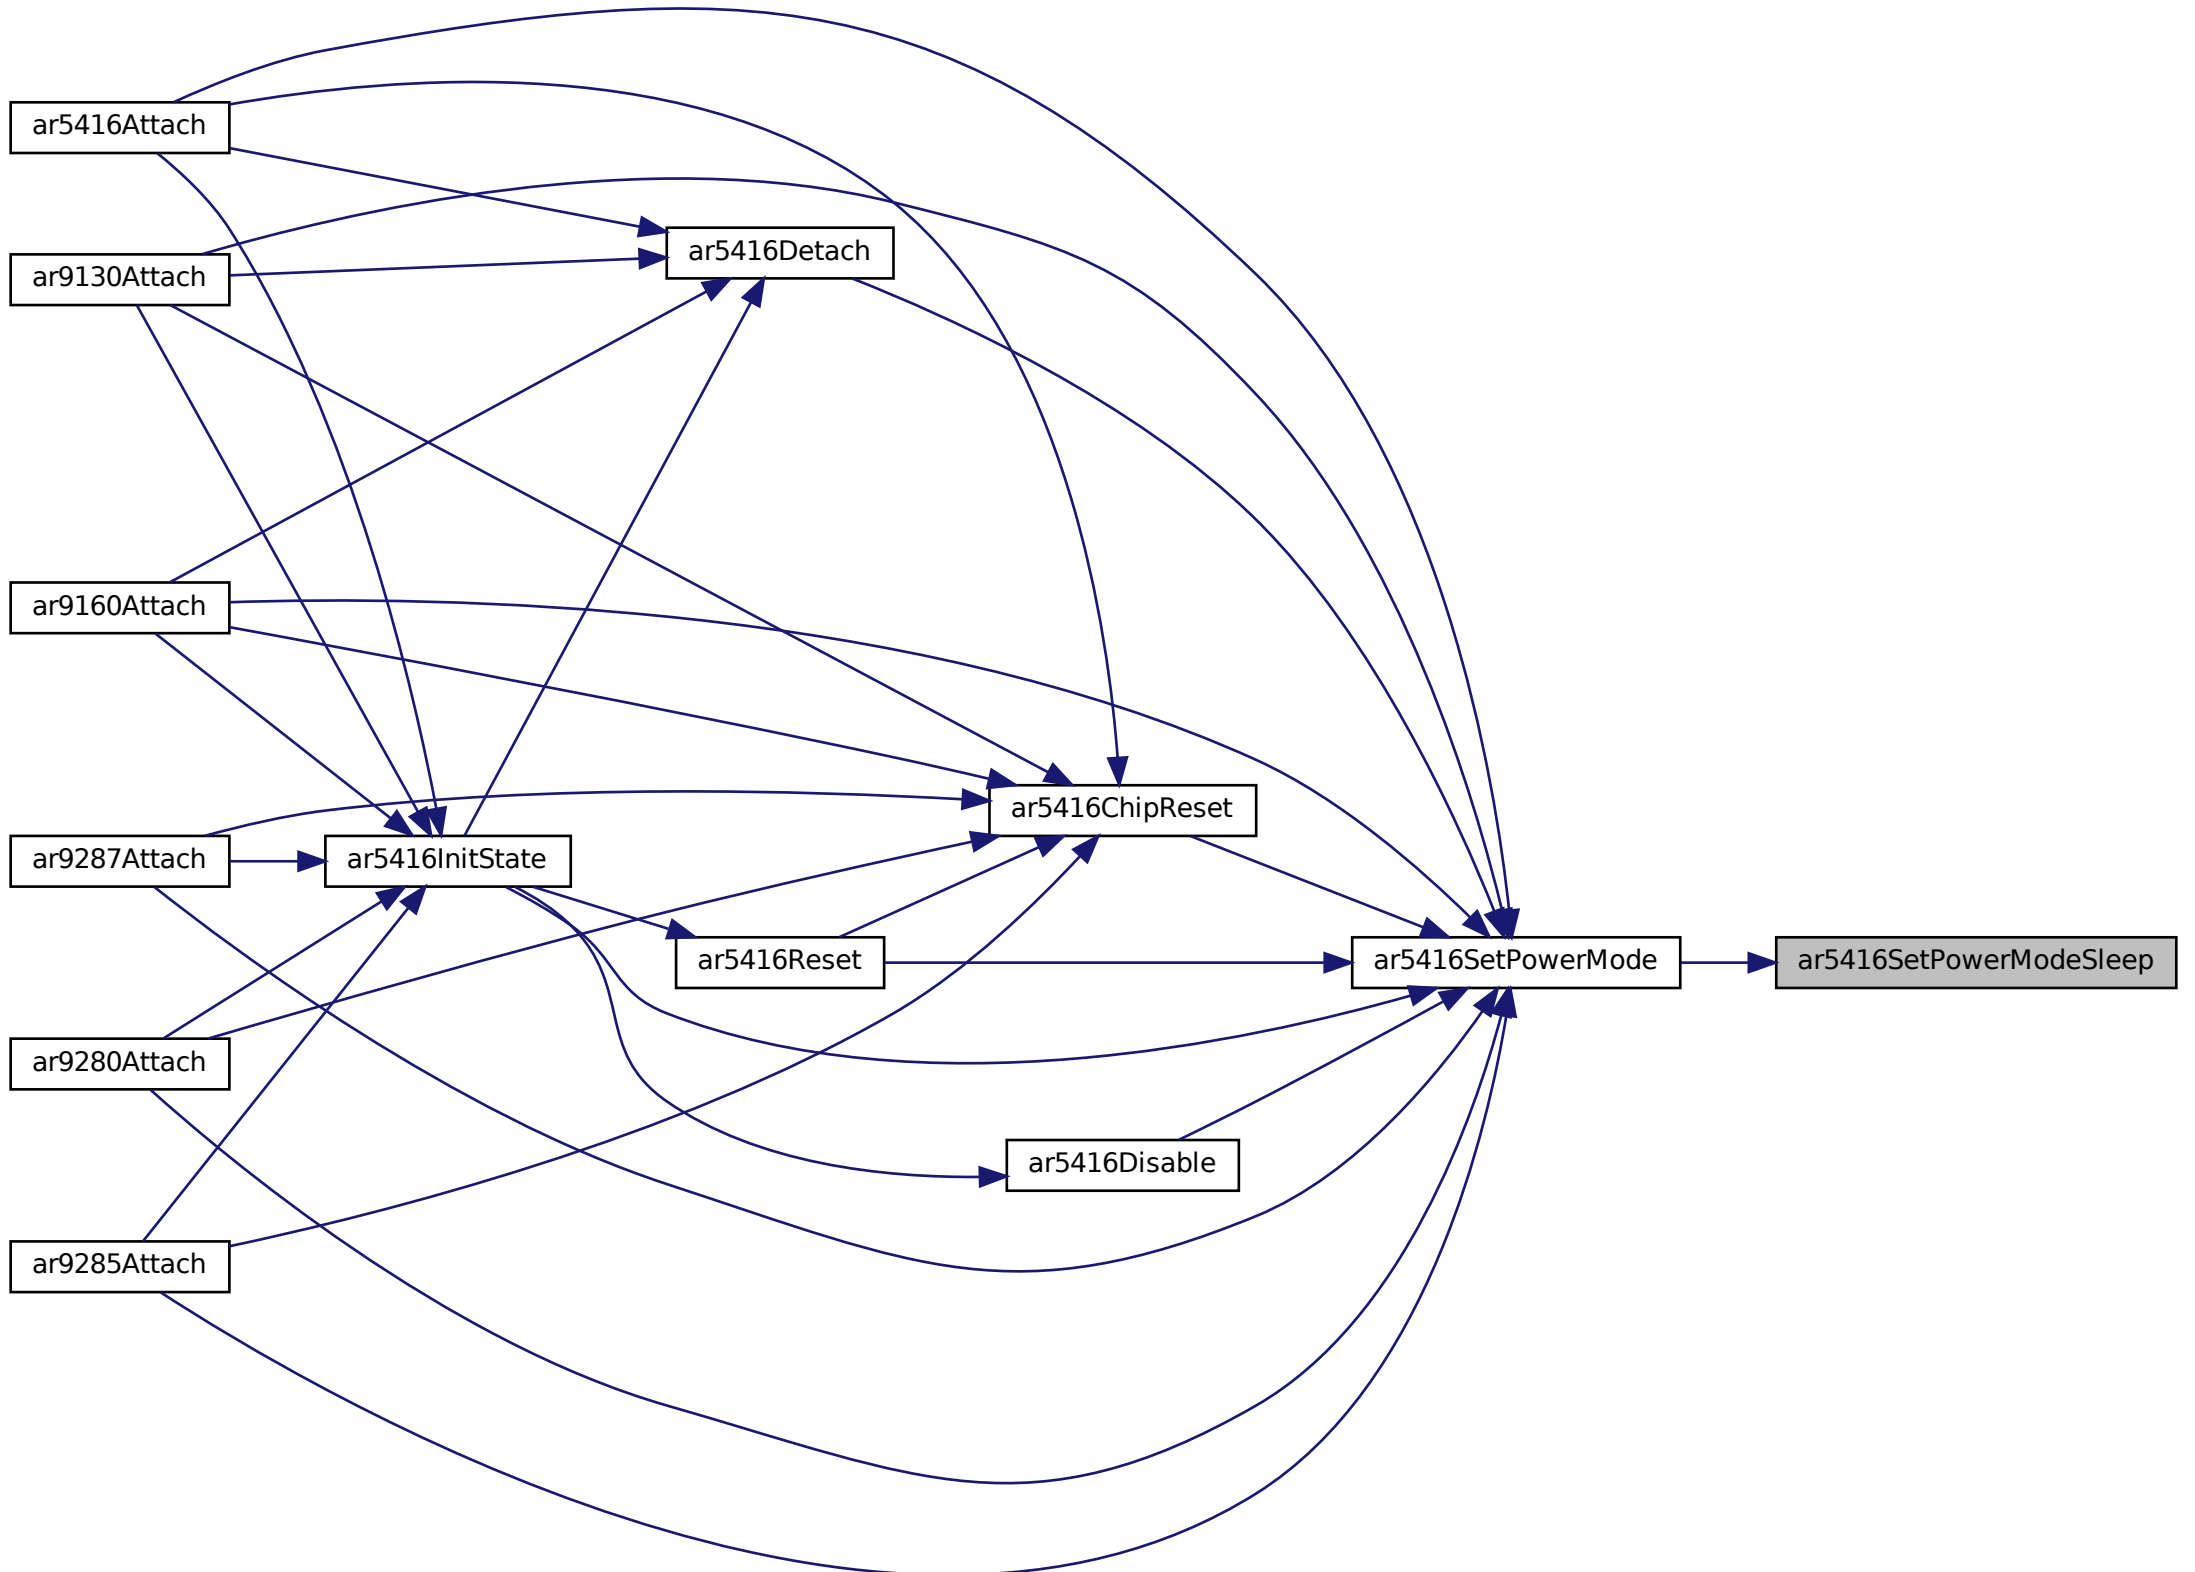 ar5416Attach
ar5416Detach
ar9130Attach
ar9160Attach
ar5416ChipReset
ar9287Attach
ar5416InitState
ar5416Reset
ar5416SetPowerMode
ar5416SetPowerModeSleep
ar9280Attach
ar5416Disable
ar9285Attach